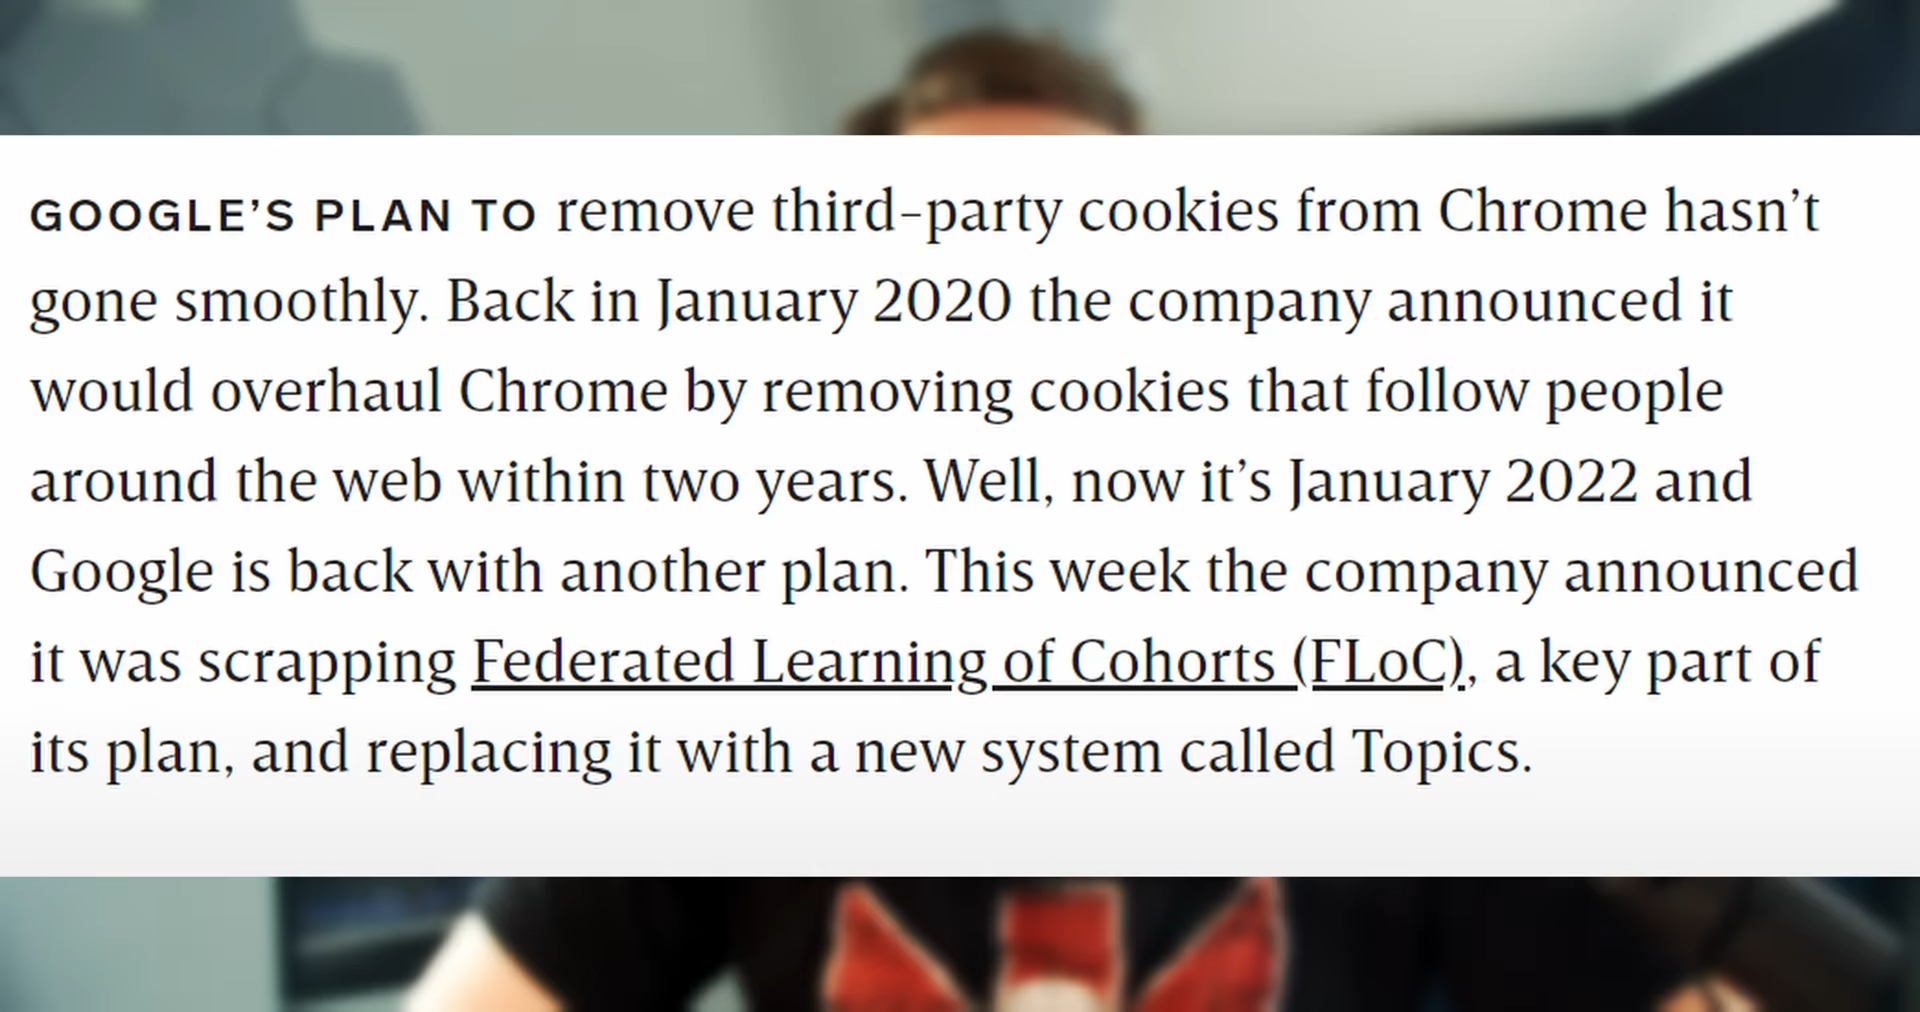 GOOGLE’S PLAN TO remove third-party cookies from Chrome hasn’t
gone smoothly. Back in January 2020 the company announced it
would overhaul Chrome by removing cookies that follow people
around the web within two years. Well, now it’s January 2022 and
Google is back with another plan. This week the company announced
it was scrapping Federated Learning of Cohorts (FLoC), a key part of
its plan, and replacing it with a new system called Topics.